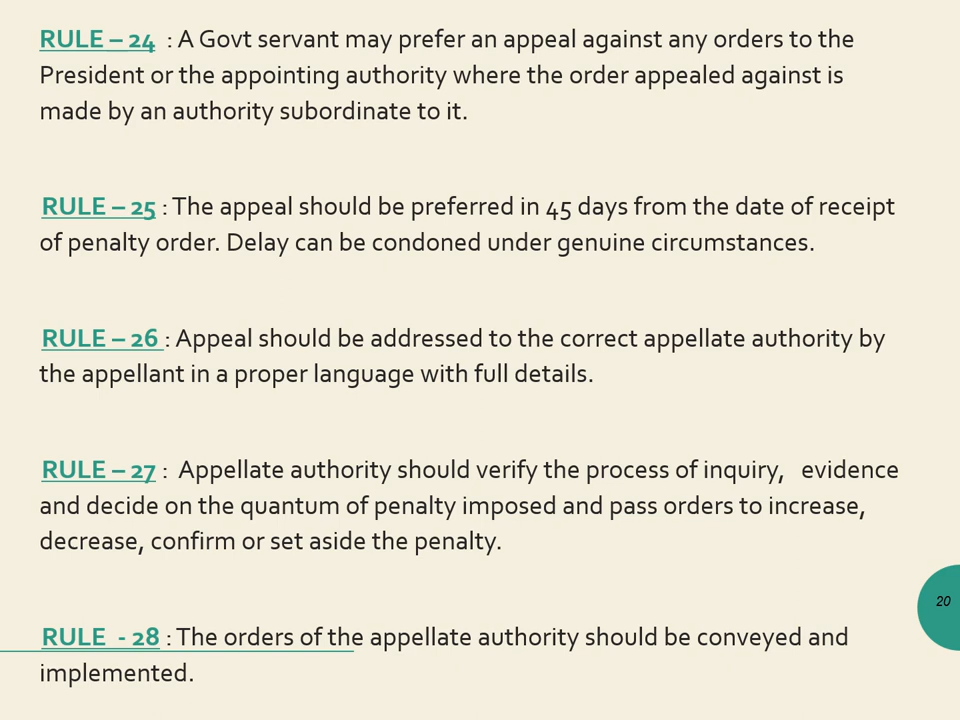 RULE – 24 : A Govt servant may prefer an appeal against any orders to the
President or the appointing authority where the order appealed against is
made by an authority subordinate to it.
RULE – 25 : The appeal should be preferred in 45 days from the date of receipt
of penalty order. Delay can be condoned under genuine circumstances.
RULE – 26 : Appeal should be addressed to the correct appellate authority by
the appellant in a proper language with full details.
RULE – 27 : Appellate authority should verify the process of inquiry, evidence
and decide on the quantum of penalty imposed and pass orders to increase,
decrease, confirm or set aside the penalty.
20
RULE - 28 : The orders of the appellate authority should be conveyed and
implemented.